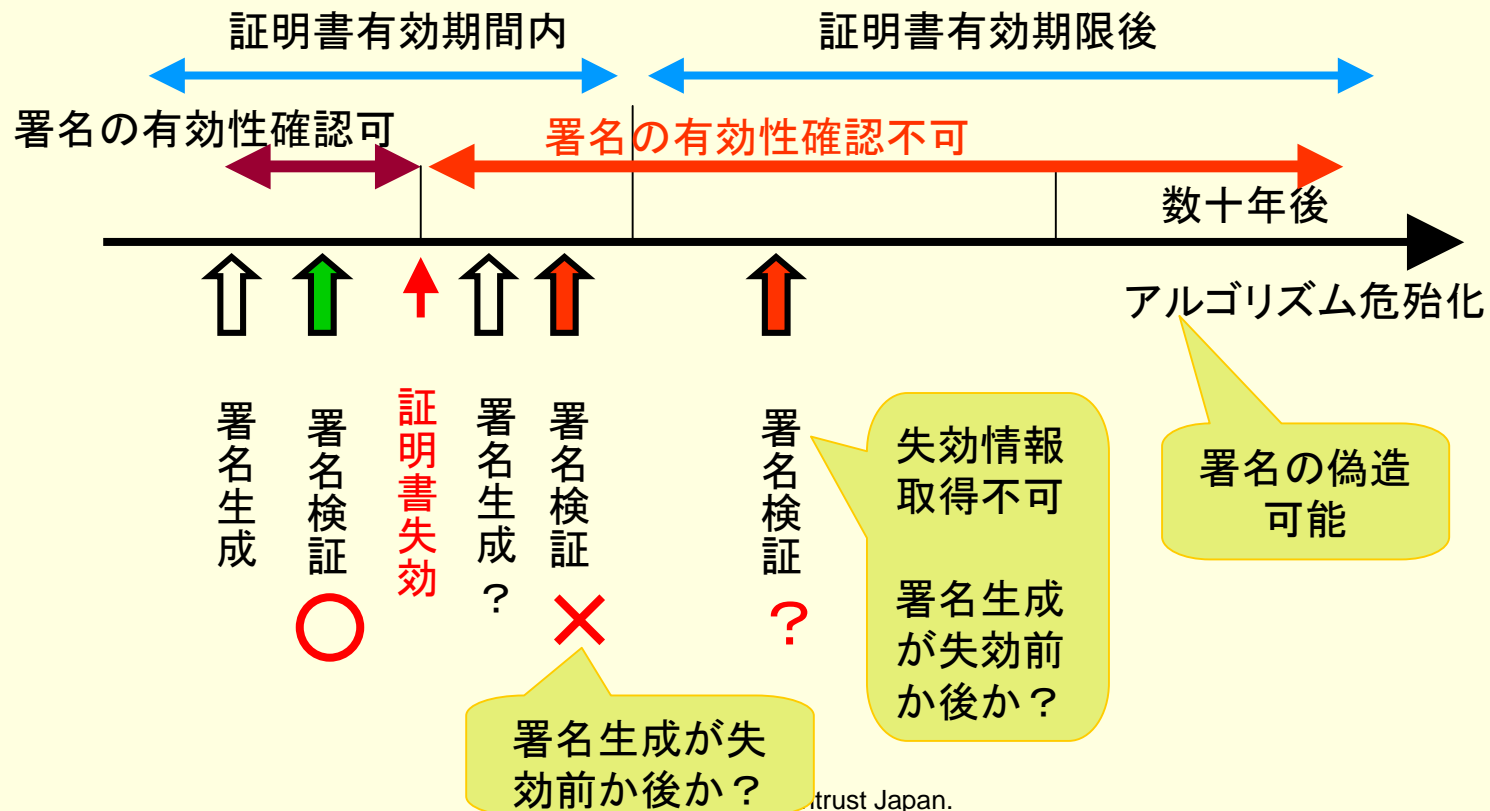 証明書有効期間内
証明書有効期限後
署名の有効性確認可
署名の有効性確認不可
数十年後
アルゴリズム危殆化
署名生成
署名検証
証明書失効
署名生成?
署名検証
署名検証
○
×
?
失効情報
取得不可
署名生成
が失効前
か後か?
署名の偽造
可能
署名生成が失
効前か後か?
trust Japan.